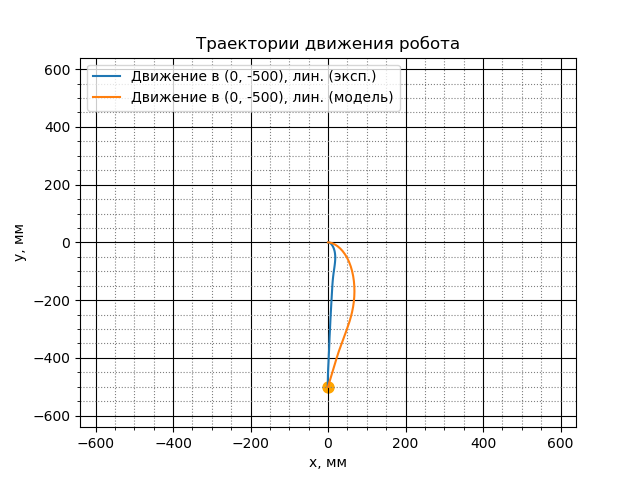 Траектории движения робота
Движение в (0, -500), лин. (эксп.)
Движение в (0, -500), лин. (модель)
600
400
200
0
−200
−400
−600
y, мм
−600 −400 −200 0 200 400 600
x, мм